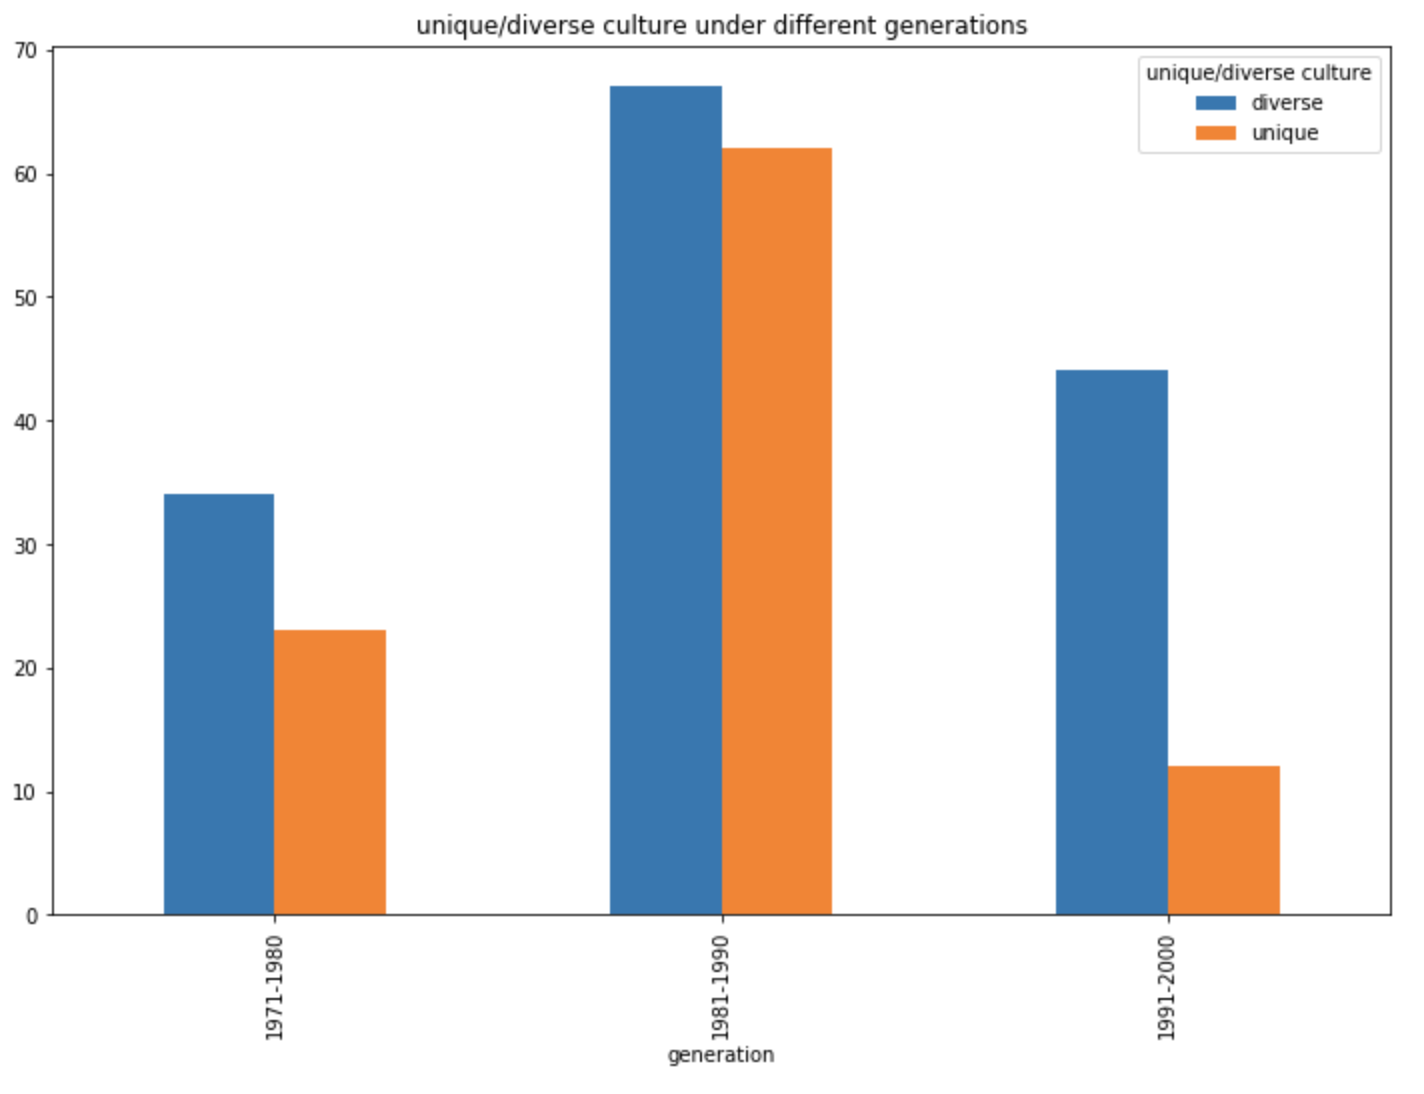 unique/diverse culture under different generations
unique/diverse culture
diverse
unique
70
60
50
40
30
20
10
0
1971-1980
1981-1990
1991-2000
generation